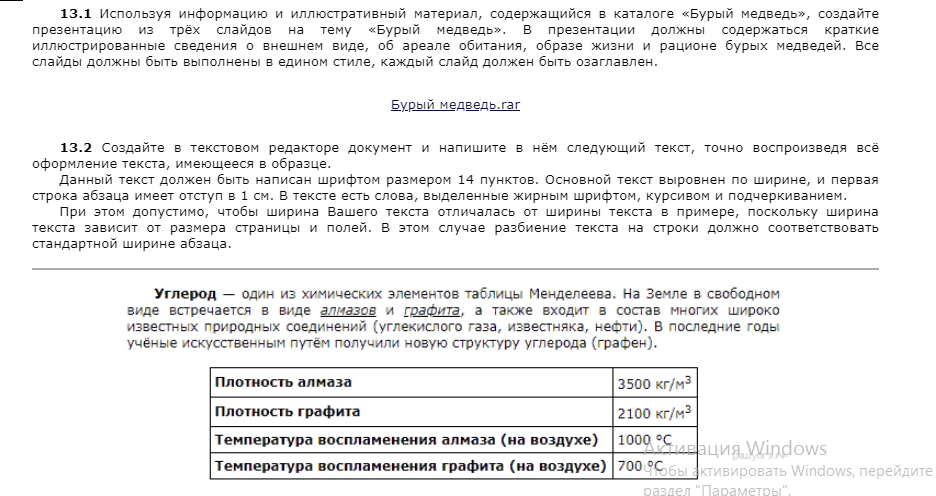 13.1 Используя информацию и иллюстративный материал, содержащийся в каталоге «Бурый медведь», создайте
презентацию из трёх слайдов на тему «Бурый медведь». В презентации должны содержаться краткие
иллюстрированные сведения о внешнем виде, об ареале обитания, образе жизни и рационе бурых медведей. Все
слайды должны быть выполнены в едином стиле, каждый слайд должен быть озаглавлен.
Бурый медведь.rar
13.2 Создайте в текстовом редакторе документ и напишите в нём следующий текст, точно воспроизведя всё
оформление текста, имеющееся в образце.
Данный текст должен быть написан шрифтом размером 14 пунктов. Основной текст выровнен по ширине, и первая
строка абзаца имеет отступ в 1 см. В тексте есть слова, выделенные жирным шрифтом, курсивом и подчеркиванием.
При этом допустимо, чтобы ширина Вашего текста отличалась от ширины текста в примере, поскольку ширина
текста зависит от размера страницы и полей. В этом случае разбиение текста на строки должно соответствовать
стандартной ширине абзаца.
Углерод — один из химических элементов таблицы Менделеева. На Земле в свободном
виде встречается в виде алмазов и графита, а также входит в состав многих широко
известных природных соединений (углекислого газа, известняка, нефти). В последние годы
учёные искусственным путём получили новую структуру углерода (графен).
Плотность алмаза 3500 кг/м³
Плотность графита 2100 кг/м³
Температура воспламенения алмаза (на воздухе) 1000 °C
Температура воспламенения графита (на воздухе) 700 °C
Активация Windows
Чтобы активировать Windows, перейдите
раздел "Параметры".